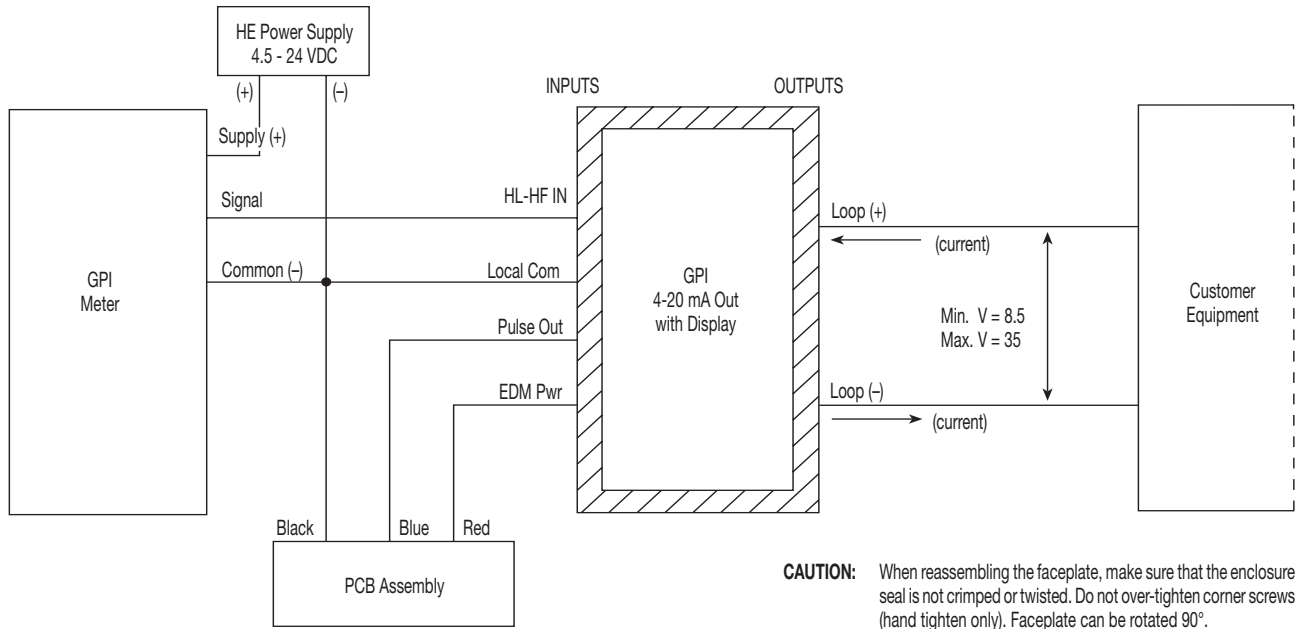 HE Power Supply
4.5 - 24 VDC
(+)
(–)
INPUTS
OUTPUTS
Supply (+)
Signal
HL-HF IN
Loop (+)
(current)
GPI
Meter
Common (–)
Local Com
GPI
4-20 mA Out
with Display
Customer
Equipment
Pulse Out
Min. V = 8.5
Max. V = 35
EDM Pwr
Loop (–)
(current)
Black
Blue
Red
PCB Assembly
CAUTION: When reassembling the faceplate, make sure that the enclosure
seal is not crimped or twisted. Do not over-tighten corner screws
(hand tighten only). Faceplate can be rotated 90°.